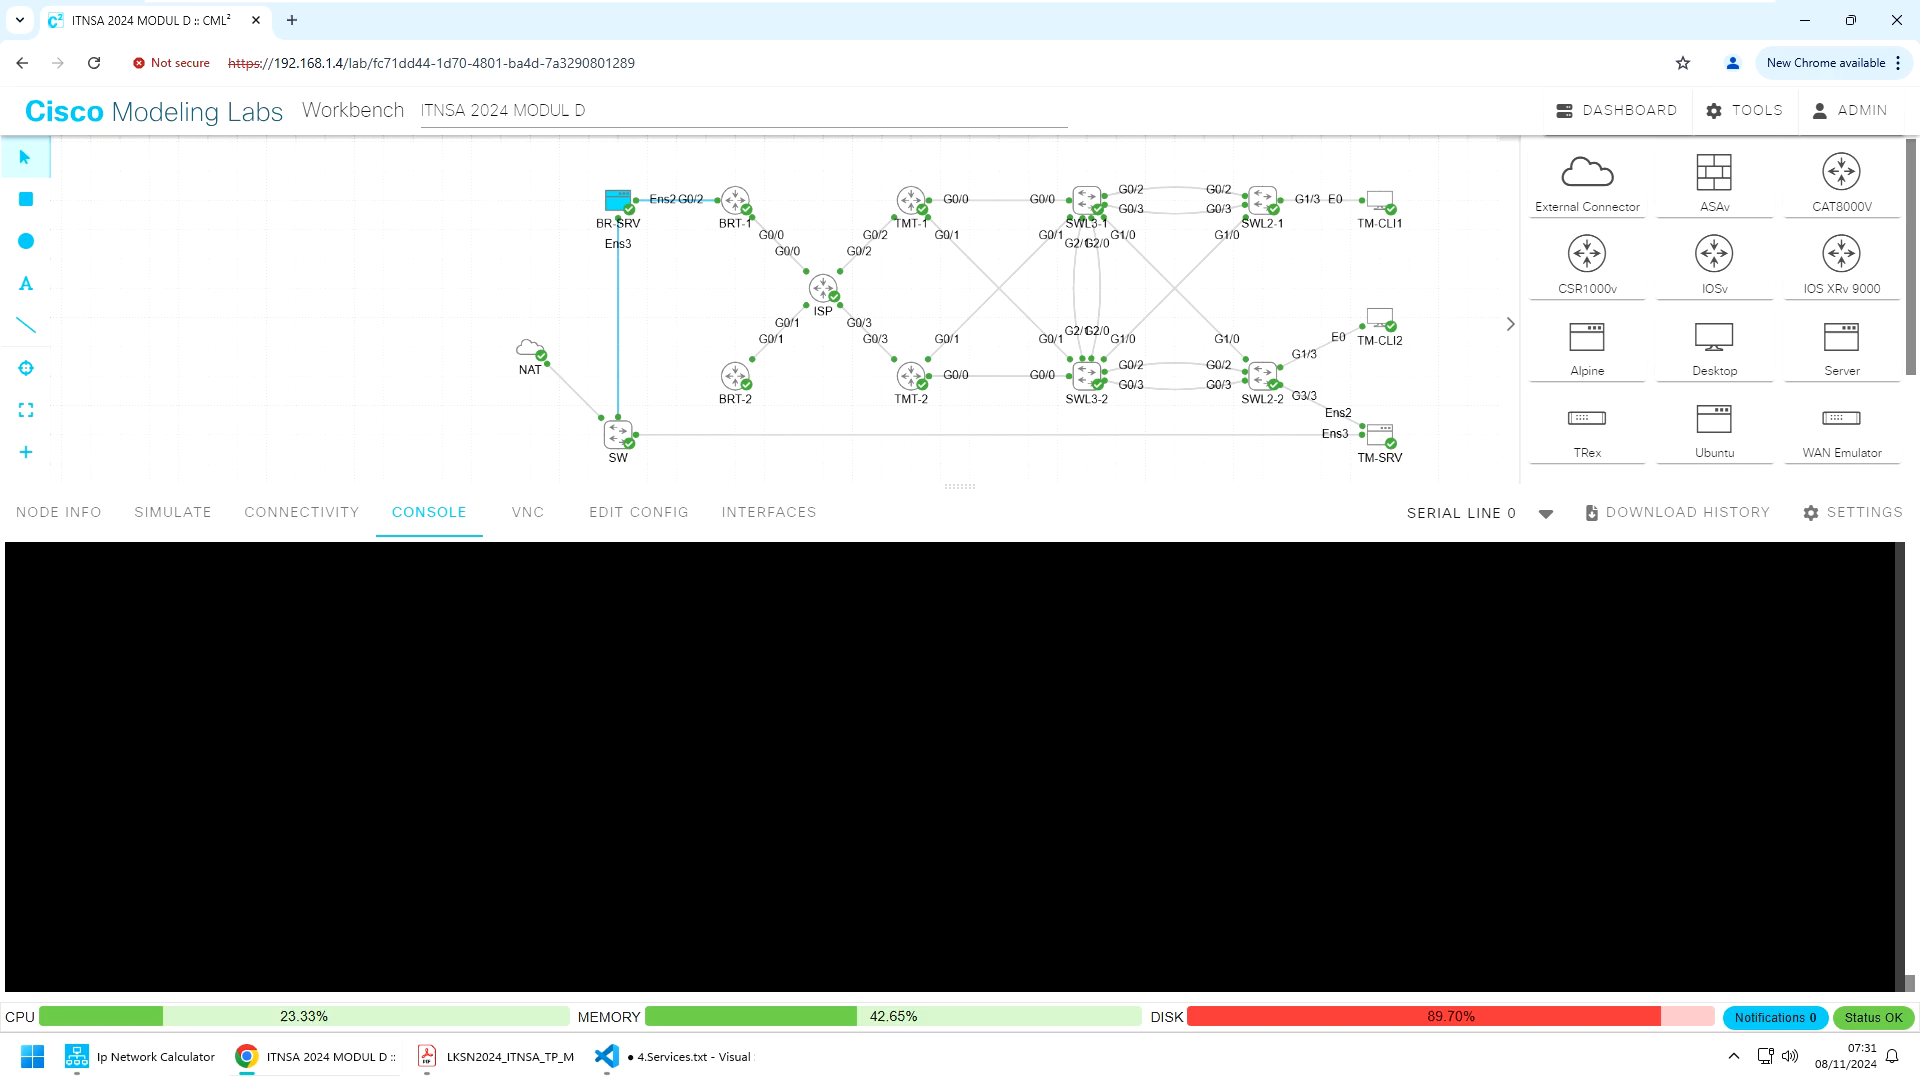 ITNSA 2024 MODUL D :: CML²
Not secure
https://192.168.1.4/lab/fc71dd44-1d70-4801-ba4d-7a3290801289
New Chrome available
Cisco Modeling Labs
Workbench
ITNSA 2024 MODUL D
DASHBOARD
TOOLS
ADMIN
Ens2 G0/2
G0/0
G0/0
G0/2
G0/2
G1/3
E0
BR-SRV
BRT-1
TMT-1
SWL3-1
G0/3
G0/3
SWL2-1
TM-CLI1
Ens3
G0/0
G0/0
G0/2
G0/2
G0/1
G0/1
G2/1
G2/0
G1/0
G1/0
ISP
G0/1
G0/1
G0/3
G0/3
G0/1
G0/1
G2/1
G2/0
G1/0
G1/0
G1/3
E0
TM-CLI2
NAT
BRT-2
TMT-2
G0/0
G0/0
SWL3-2
G0/2
G0/2
G0/3
G0/3
SWL2-2
G3/3
Ens2
Ens3
SW
TM-SRV
External Connector
ASAv
CAT8000V
CSR1000v
IOSv
IOS XRv 9000
Alpine
Desktop
Server
TRex
Ubuntu
WAN Emulator
NODE INFO
SIMULATE
CONNECTIVITY
CONSOLE
VNC
EDIT CONFIG
INTERFACES
SERIAL LINE 0
DOWNLOAD HISTORY
SETTINGS
CPU
23.33%
MEMORY
42.65%
DISK
89.70%
Notifications 0
Status OK
Ip Network Calculator
ITNSA 2024 MODUL D ::
LKSN2024_ITNSA_TP_M
● 4.Services.txt - Visual
07:31
08/11/2024